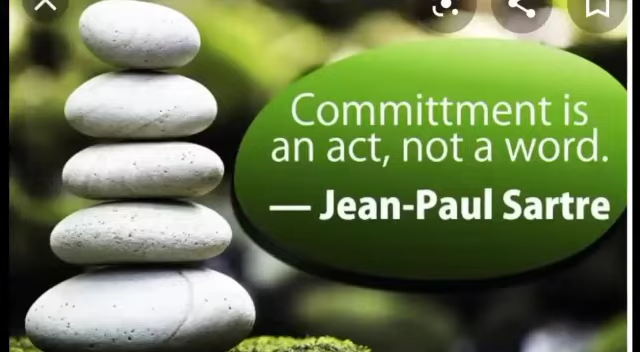 Committment is
an act, not a word.
— Jean-Paul Sartre